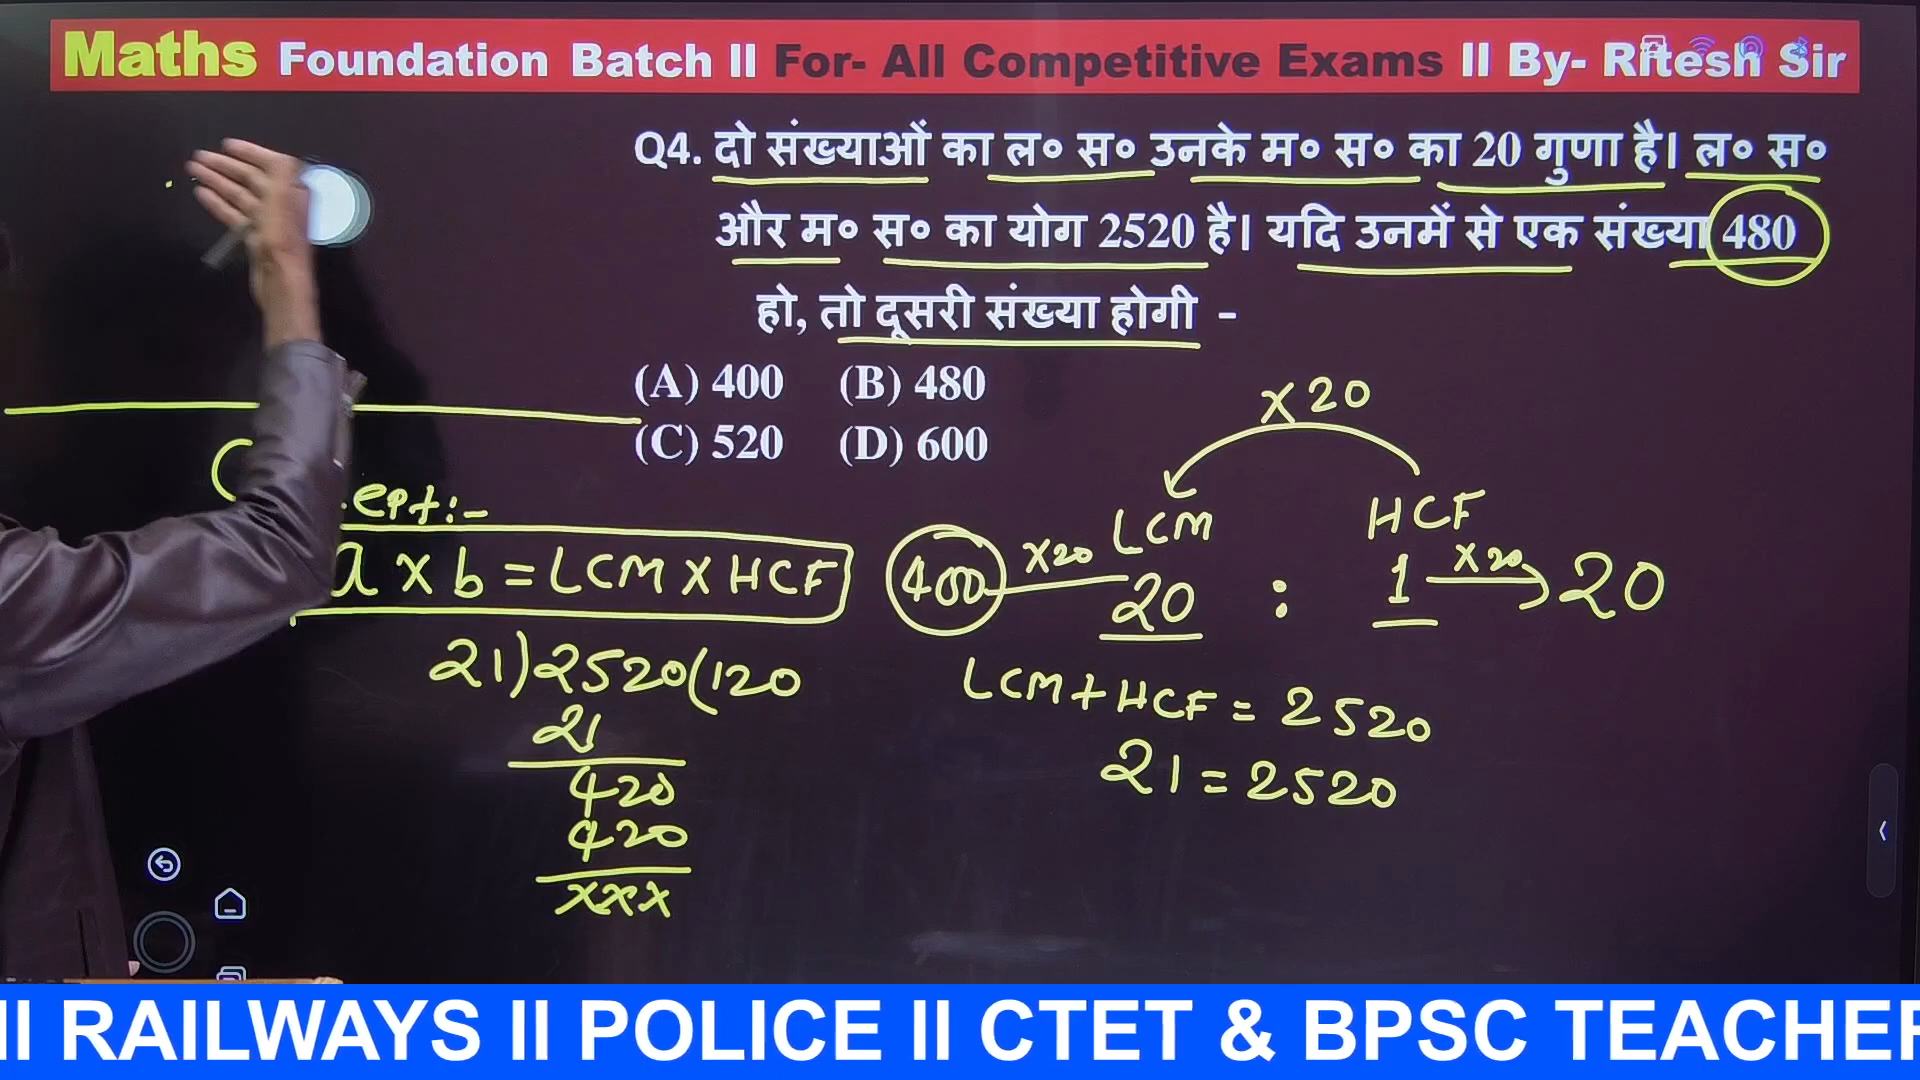 Maths Foundation Batch II For- All Competitive Exams II By- Ritesh Sir
Q4. दो संख्याओं का ल० स० उनके म० स० का 20 गुणा है। ल० स०
और म० स० का योग 2520 है। यदि उनमें से एक संख्या 480
हो, तो दूसरी संख्या होगी -
(A) 400 (B) 480
(C) 520 (D) 600
ept:-
a x b = LCM X HCF
21)2520(120
21
420
420
xxx
X 20
LCM HCF
400 X20 20 : 1 X20 20
LCM + HCF = 2520
21 = 2520
II RAILWAYS II POLICE II CTET & BPSC TEACHER